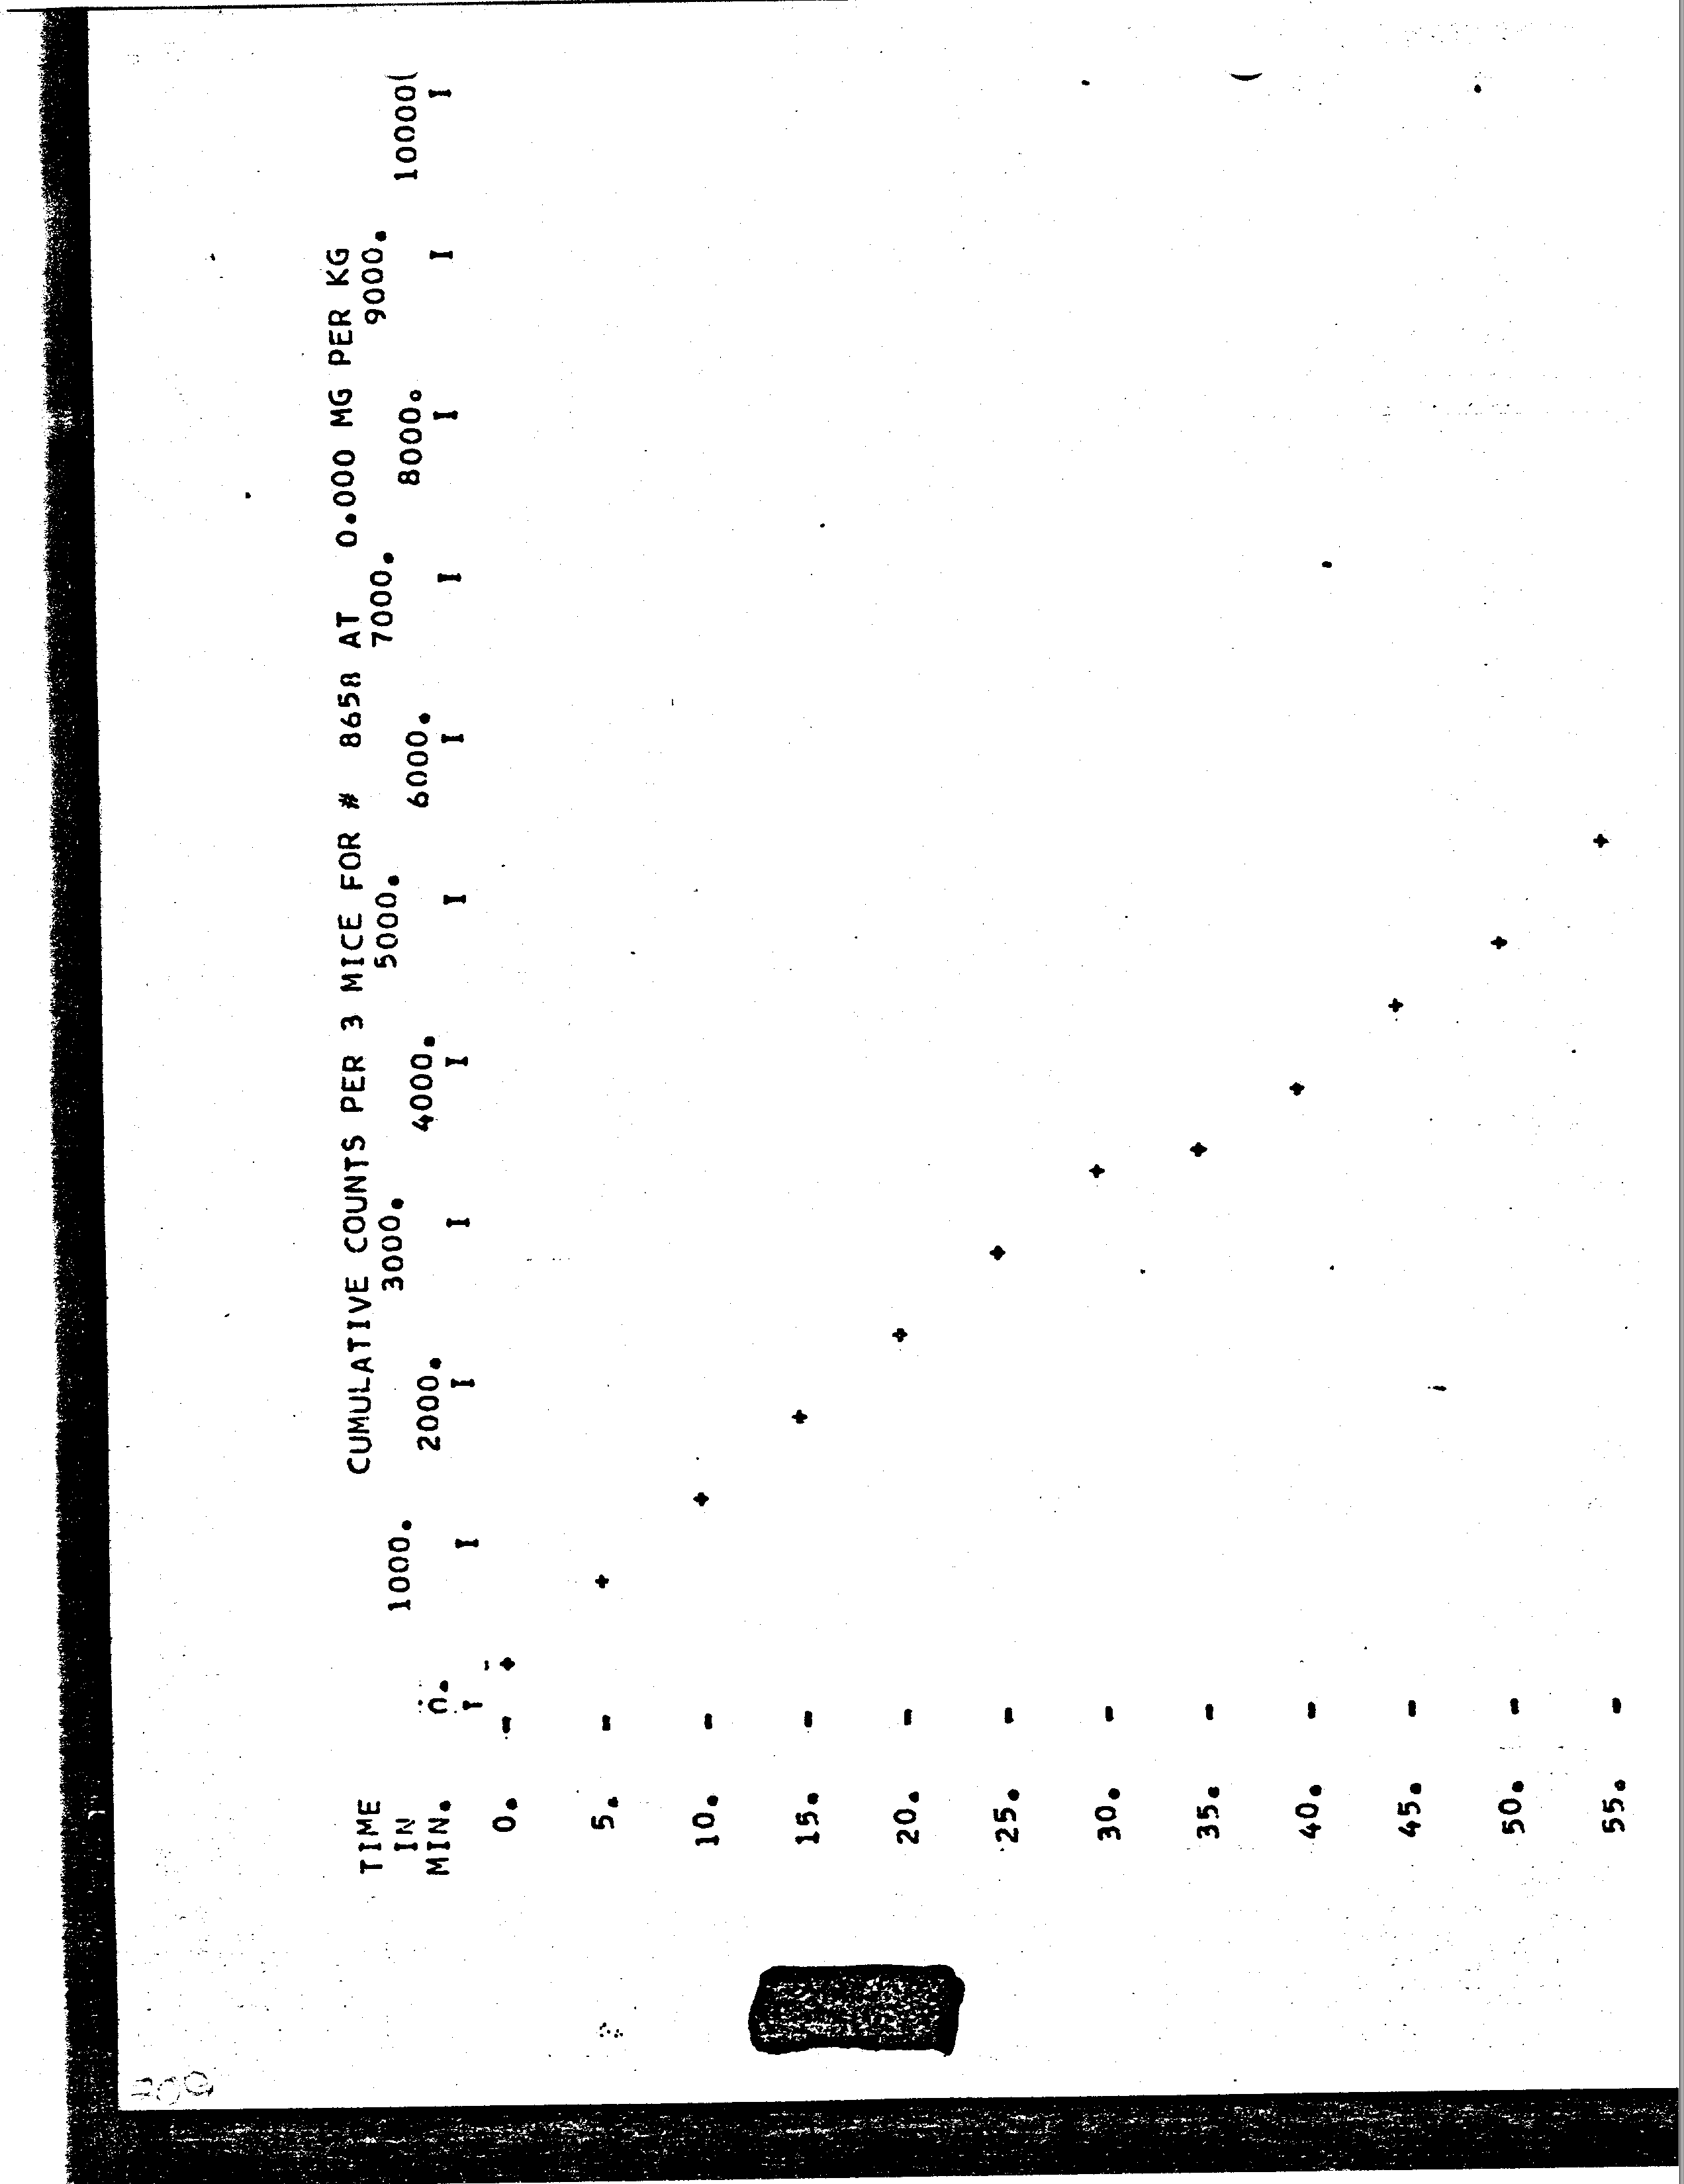 CUMULATIVE COUNTS PER 3 MICE FOR # 8658 AT 0.000 MG PER KG
TIME 1000. 3000. 5000. 7000. 9000.
IN 10000
MIN. 0. 2000. 4000. 6000. 8000.
I I I I I I I I I I I
0. - +
5. - +
10. - +
15. - +
20. - +
25. - +
30. - +
35. - +
40. - +
45. - +
50. - +
55. - +